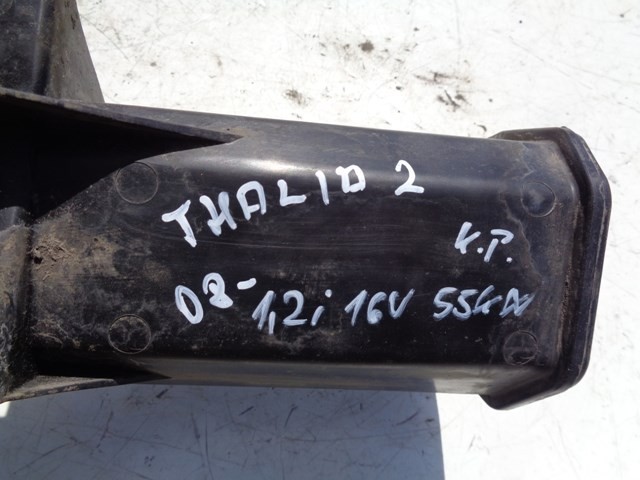 THALIA 2
K.P.
08- 1,2i 16V 55kW